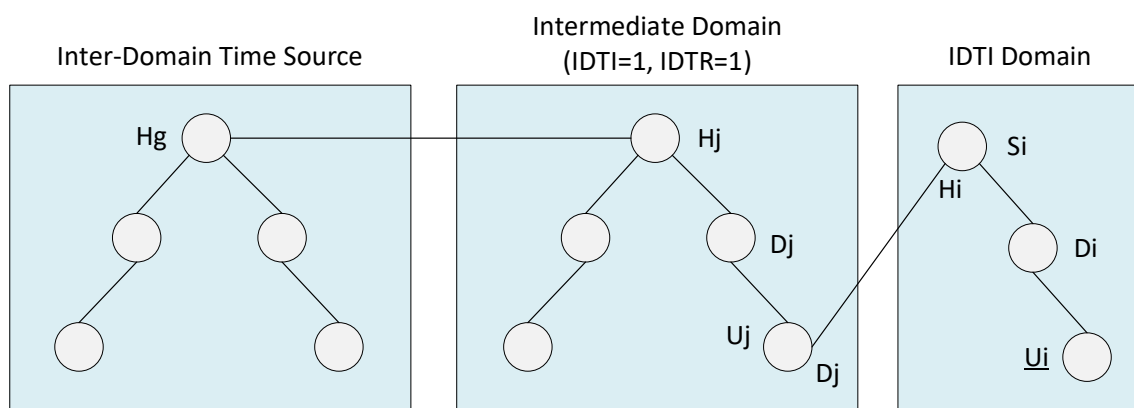 Inter-Domain Time Source
Intermediate Domain
(IDTI=1, IDTR=1)
IDTI Domain
Hg
Hj
Si
Hi
Dj
Di
Uj
Dj
Ui